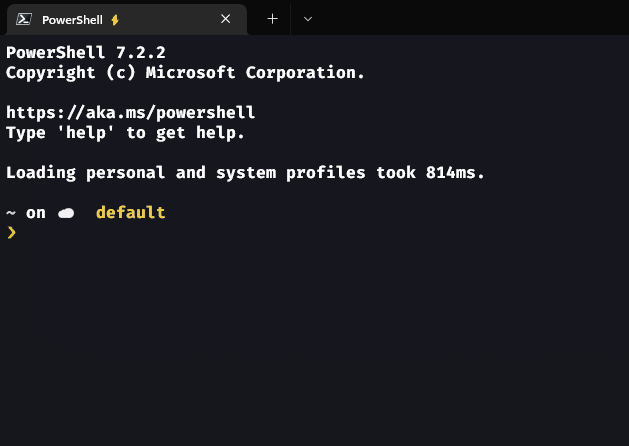 PowerShell ⚡
PowerShell 7.2.2
Copyright (c) Microsoft Corporation.
https://aka.ms/powershell
Type 'help' to get help.
Loading personal and system profiles took 814ms.
~ on ☁ default
❯